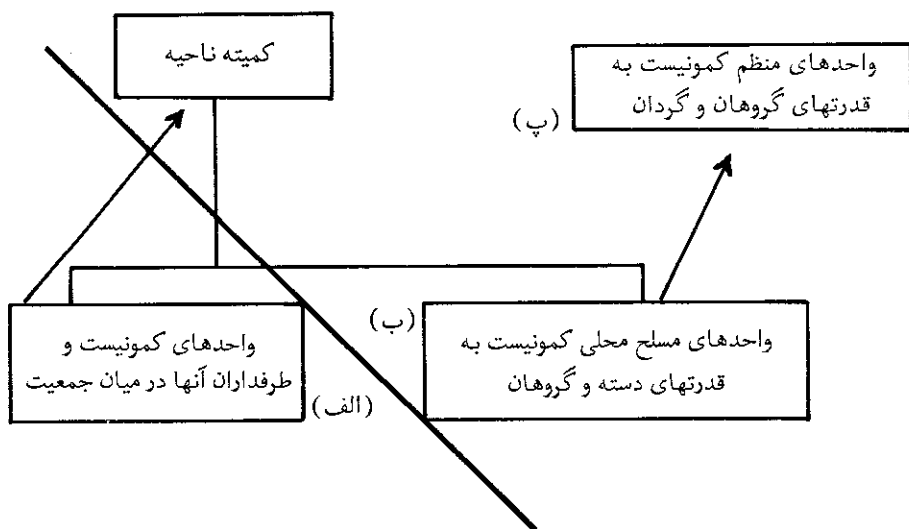 کمیته ناحیه
واحدهای منظم کمونیست به
قدرتهای گروهان و گردان
(پ)
واحدهای مسلح محلی کمونیست به
قدرتهای دسته و گروهان
(ب)
واحدهای کمونیست و
طرفداران آنها در میان جمعیت
(الف)